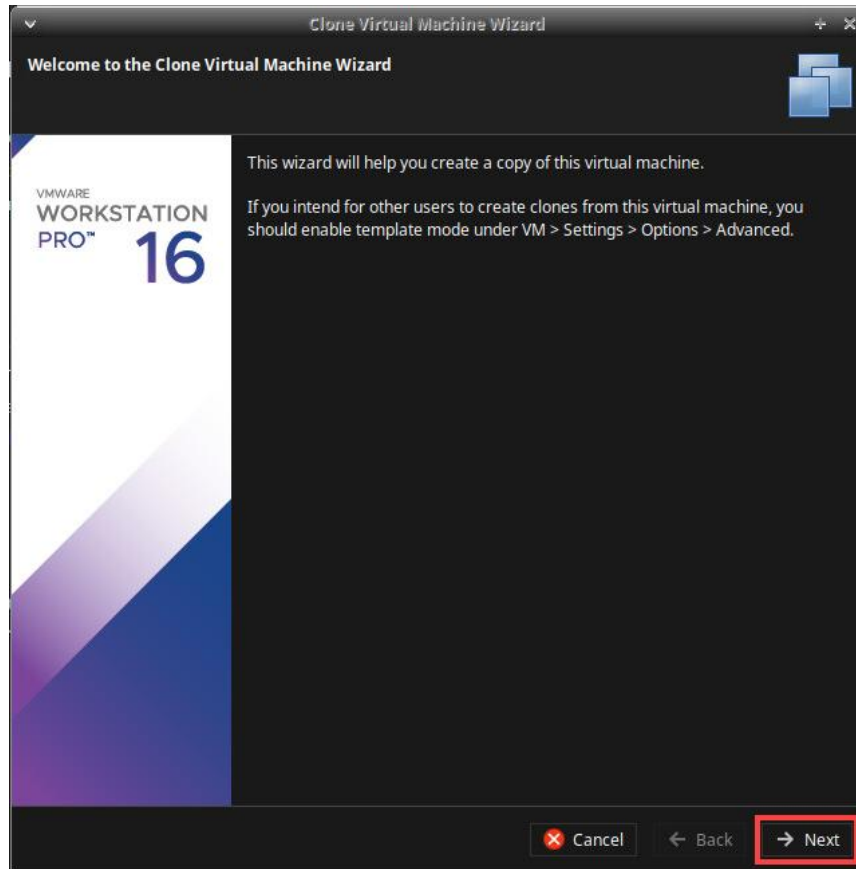 Clone Virtual Machine Wizard
Welcome to the Clone Virtual Machine Wizard
VMWARE
WORKSTATION
PRO™ 16
This wizard will help you create a copy of this virtual machine.
If you intend for other users to create clones from this virtual machine, you
should enable template mode under VM > Settings > Options > Advanced.
Cancel Back Next